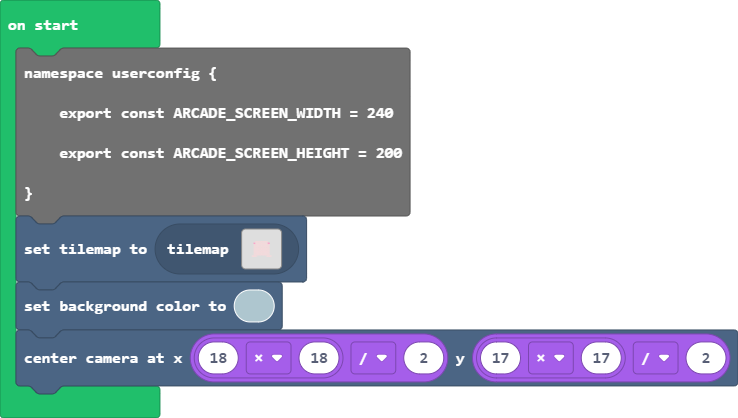 on start
namespace userconfig {
export const ARCADE_SCREEN_WIDTH = 240
export const ARCADE_SCREEN_HEIGHT = 200
}
set tilemap to tilemap
set background color to
center camera at x 18 × 18 / 2 y 17 × 17 / 2